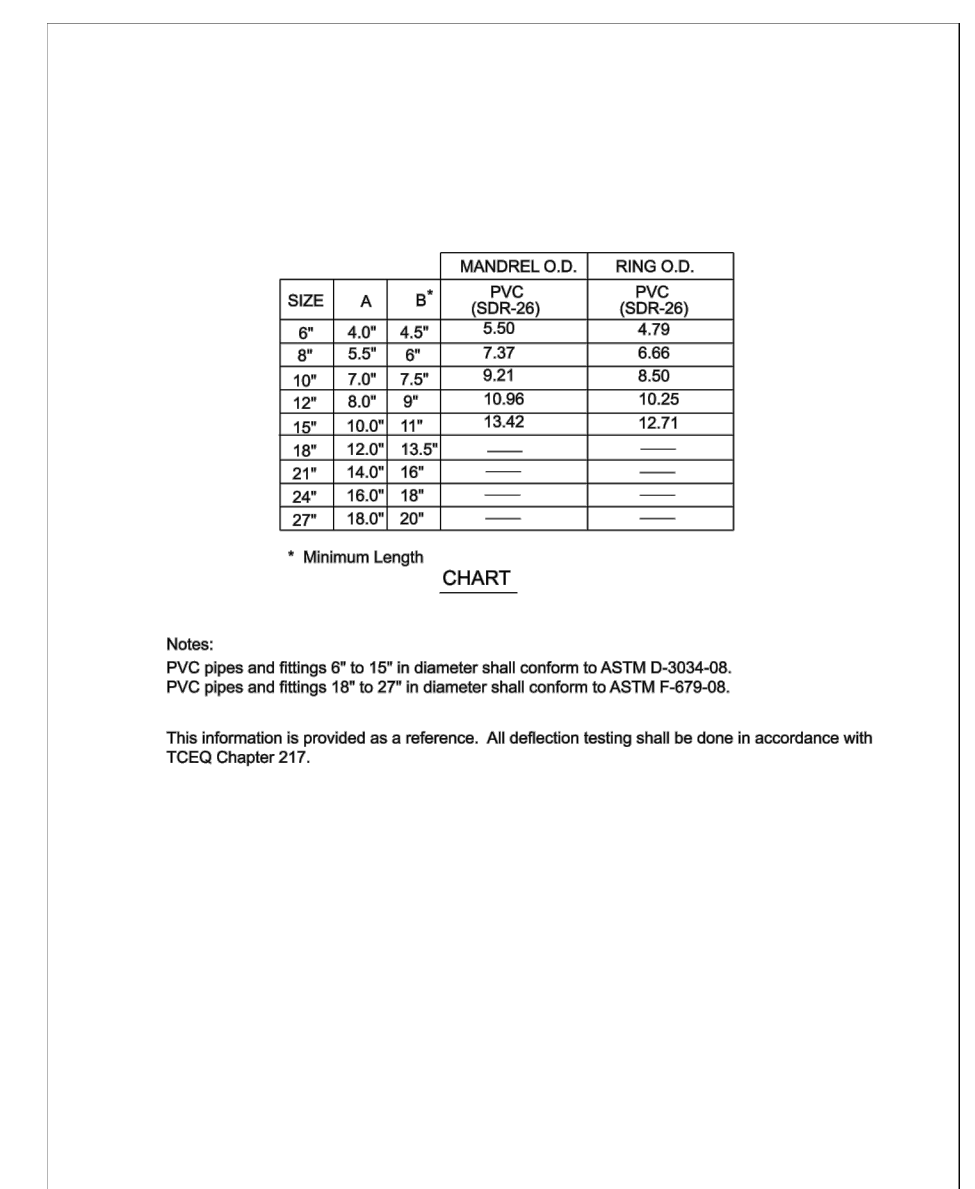 MANDREL O.D. RING O.D.
SIZE A B* PVC (SDR-26) PVC (SDR-26)
6" 4.0" 4.5" 5.50 4.79
8" 5.5" 6" 7.37 6.66
10" 7.0" 7.5" 9.21 8.50
12" 8.0" 9" 10.96 10.25
15" 10.0" 11" 13.42 12.71
18" 12.0" 13.5" —— ——
21" 14.0" 16" —— ——
24" 16.0" 18" —— ——
27" 18.0" 20" —— ——
* Minimum Length
CHART
Notes:
PVC pipes and fittings 6" to 15" in diameter shall conform to ASTM D-3034-08.
PVC pipes and fittings 18" to 27" in diameter shall conform to ASTM F-679-08.
This information is provided as a reference. All deflection testing shall be done in accordance with
TCEQ Chapter 217.